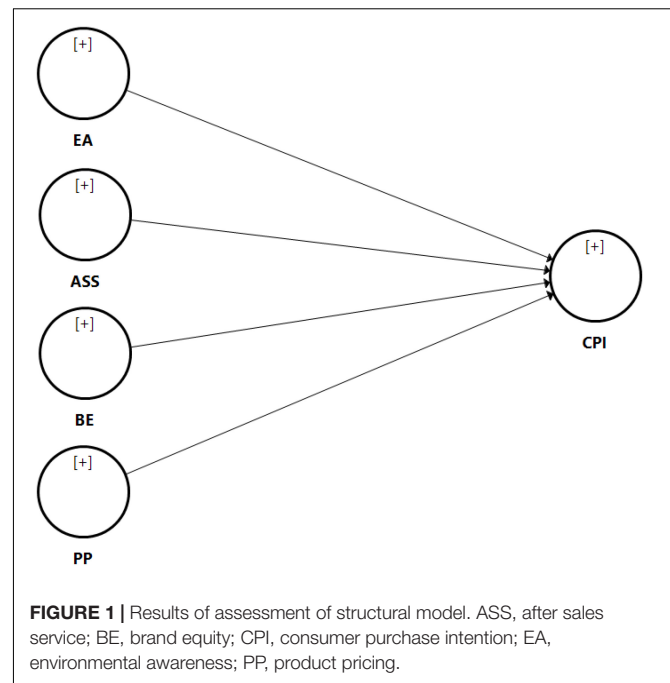 [+]
EA
[+]
ASS
[+]
BE
[+]
PP
[+]
CPI
FIGURE 1 | Results of assessment of structural model. ASS, after sales
service; BE, brand equity; CPI, consumer purchase intention; EA,
environmental awareness; PP, product pricing.